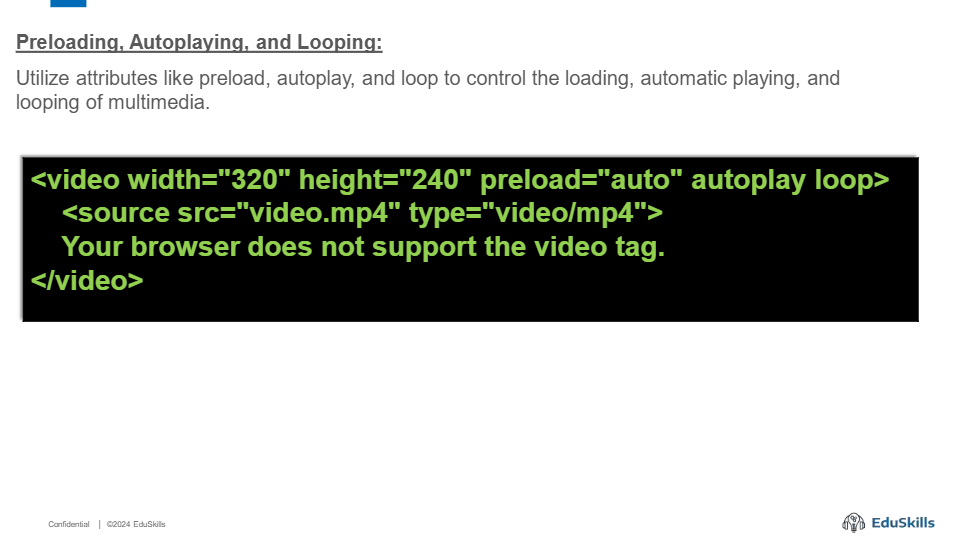 Preloading, Autoplaying, and Looping:
Utilize attributes like preload, autoplay, and loop to control the loading, automatic playing, and
looping of multimedia.
<video width="320" height="240" preload="auto" autoplay loop>
    <source src="video.mp4" type="video/mp4">
    Your browser does not support the video tag.
</video>
Confidential | ©2024 EduSkills
EduSkills